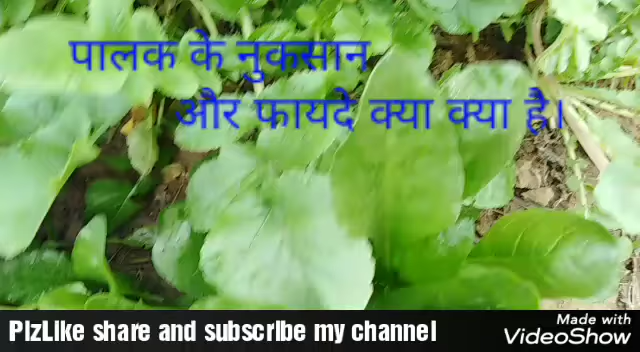 पालक के नुकसान
और फायदे क्या क्या है।
PlzLike share and subscribe my channel
Made with
VideoShow